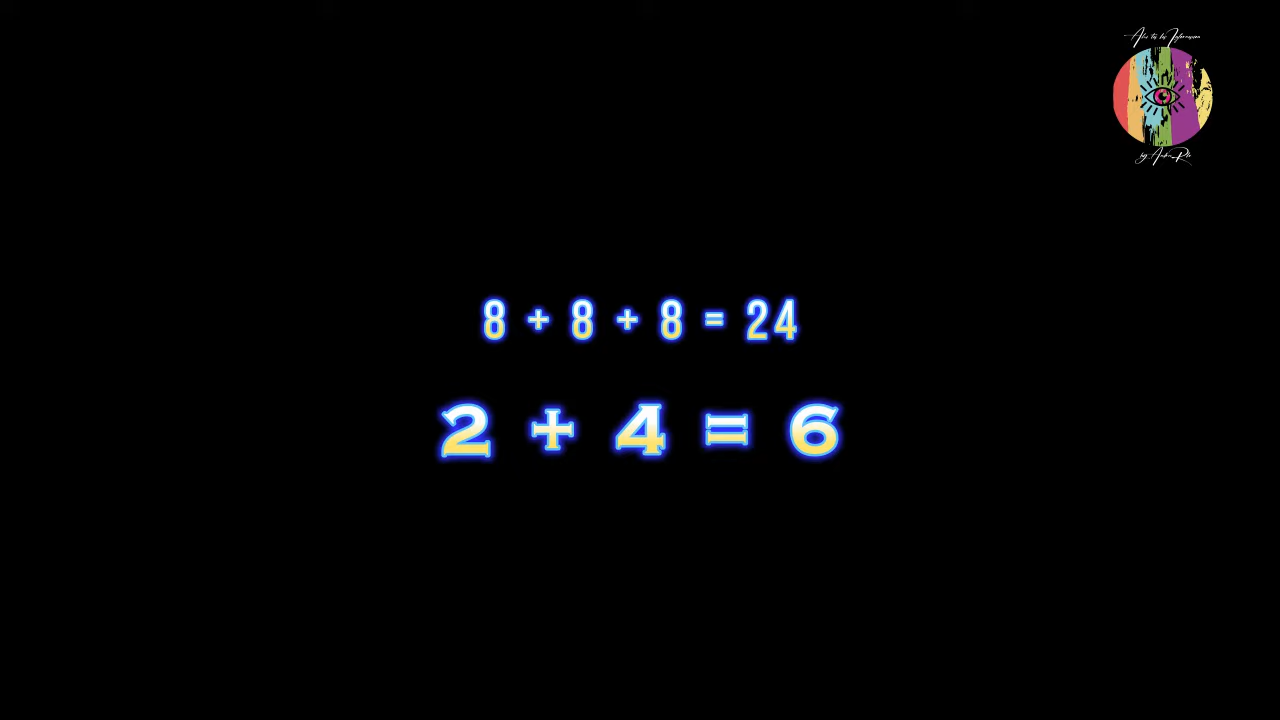 8 + 8 + 8 = 24
2 + 4 = 6